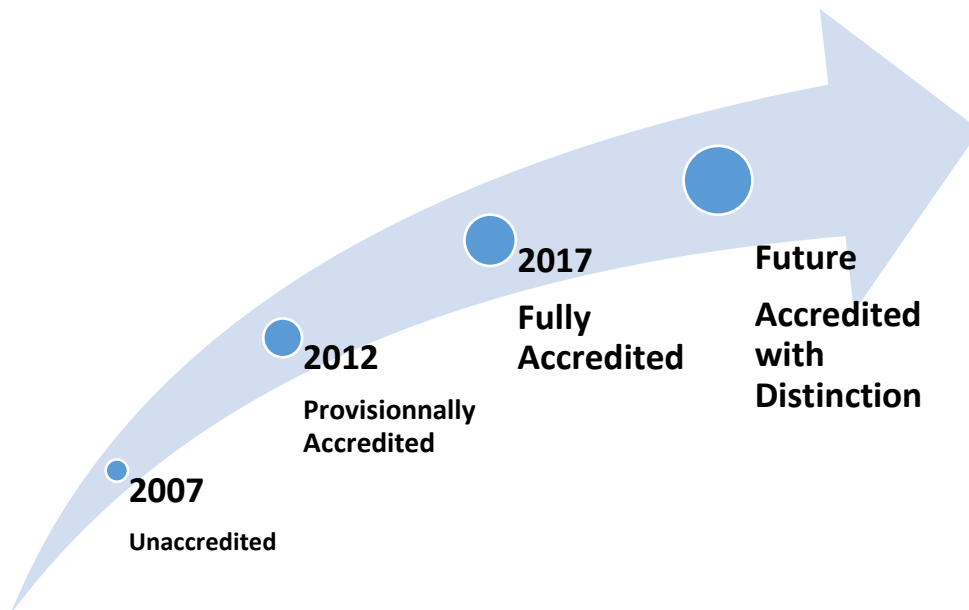 2007
Unaccredited
2012
Provisionnally
Accredited
2017
Fully
Accredited
Future
Accredited
with
Distinction